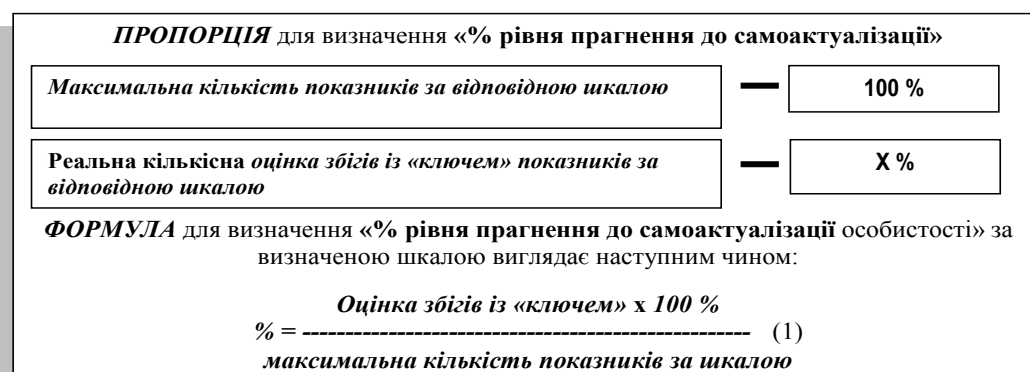 ПРОПОРЦІЯ для визначення «% рівня прагнення до самоактуалізації»
Максимальна кількість показників за відповідною шкалою
100 %
Реальна кількісна оцінка збігів із «ключем» показників за
відповідною шкалою
Х %
ФОРМУЛА для визначення «% рівня прагнення до самоактуалізації особистості» за
визначеною шкалою виглядає наступним чином:
Оцінка збігів із «ключем» х 100 %
% = ---------------------------------------------------- (1)
максимальна кількість показників за шкалою